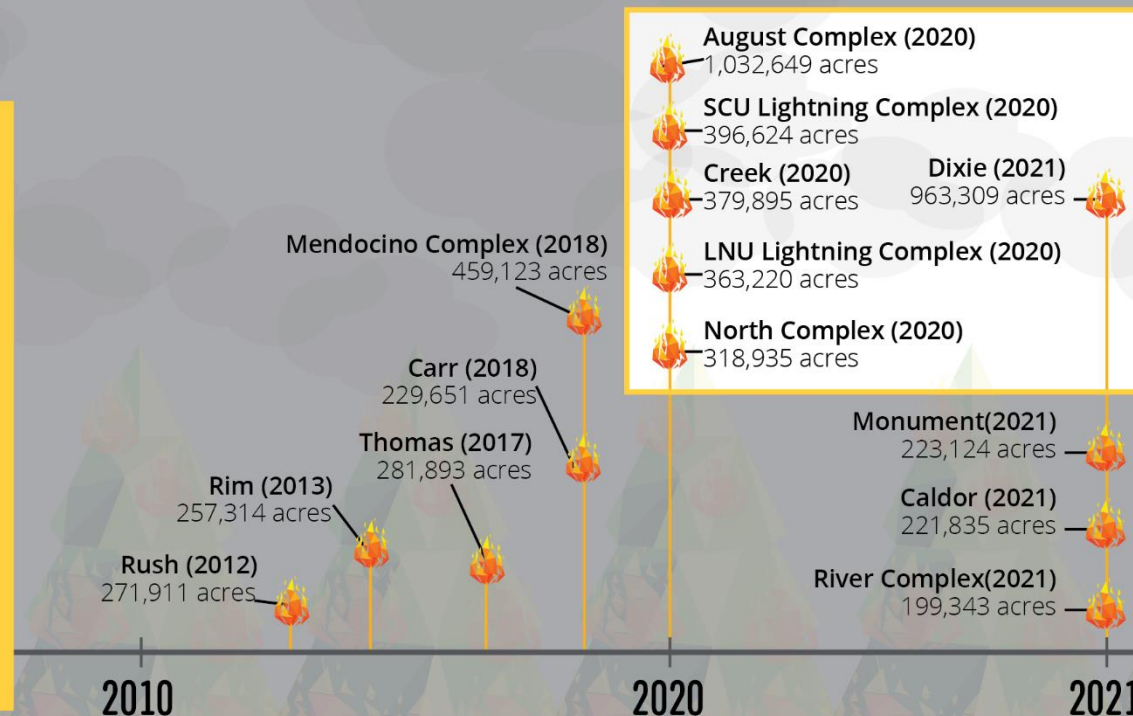 August Complex (2020)
1,032,649 acres
SCU Lightning Complex (2020)
396,624 acres
Creek (2020)
379,895 acres
Dixie (2021)
963,309 acres
LNU Lightning Complex (2020)
363,220 acres
North Complex (2020)
318,935 acres
Mendocino Complex (2018)
459,123 acres
Carr (2018)
229,651 acres
Thomas (2017)
281,893 acres
Rim (2013)
257,314 acres
Rush (2012)
271,911 acres
Monument(2021)
223,124 acres
Caldor (2021)
221,835 acres
River Complex(2021)
199,343 acres
2010
2020
2021